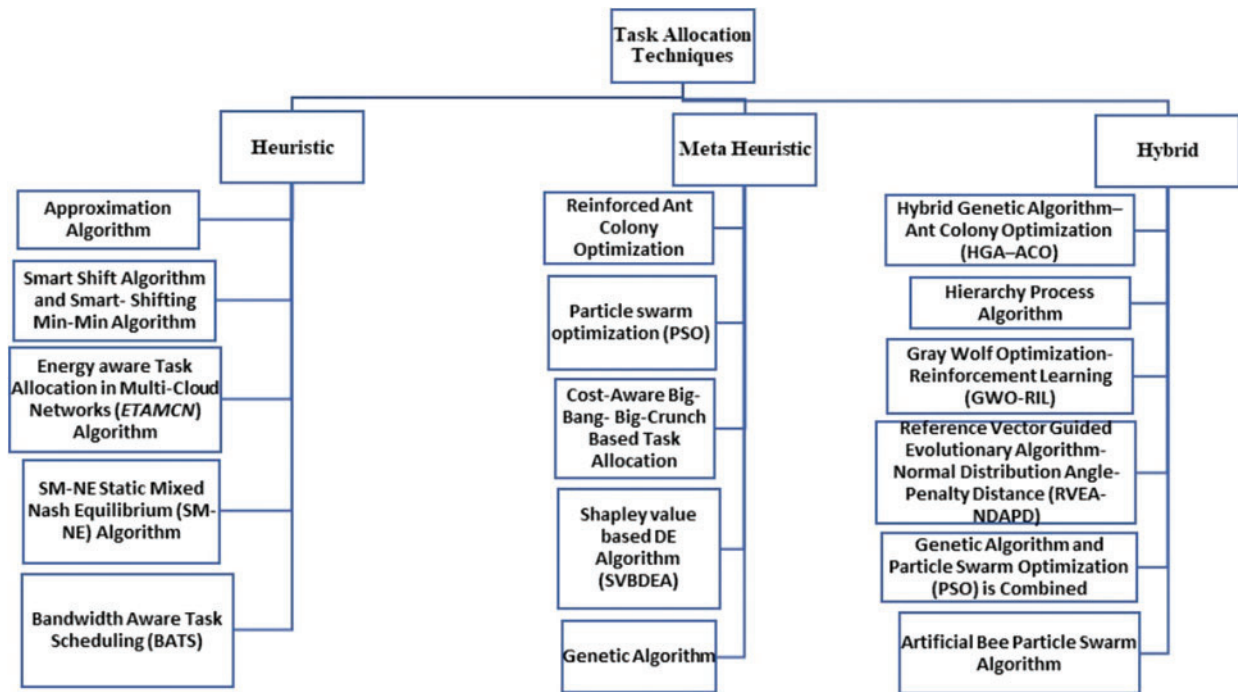 Task Allocation
Techniques
Heuristic
Approximation
Algorithm
Smart Shift Algorithm
and Smart- Shifting
Min-Min Algorithm
Energy aware Task
Allocation in Multi-Cloud
Networks (ETAMCN)
Algorithm
SM-NE Static Mixed
Nash Equilibrium (SM-
NE) Algorithm
Bandwidth Aware Task
Scheduling (BATS)
Meta Heuristic
Reinforced Ant
Colony
Optimization
Particle swarm
optimization (PSO)
Cost-Aware Big-
Bang- Big-Crunch
Based Task
Allocation
Shapley value
based DE
Algorithm
(SVBDEA)
Genetic Algorithm
Hybrid
Hybrid Genetic Algorithm–
Ant Colony Optimization
(HGA–ACO)
Hierarchy Process
Algorithm
Gray Wolf Optimization-
Reinforcement Learning
(GWO-RIL)
Reference Vector Guided
Evolutionary Algorithm-
Normal Distribution Angle-
Penalty Distance (RVEA-
NDAPD)
Genetic Algorithm and
Particle Swarm Optimization
(PSO) is Combined
Artificial Bee Particle Swarm
Algorithm